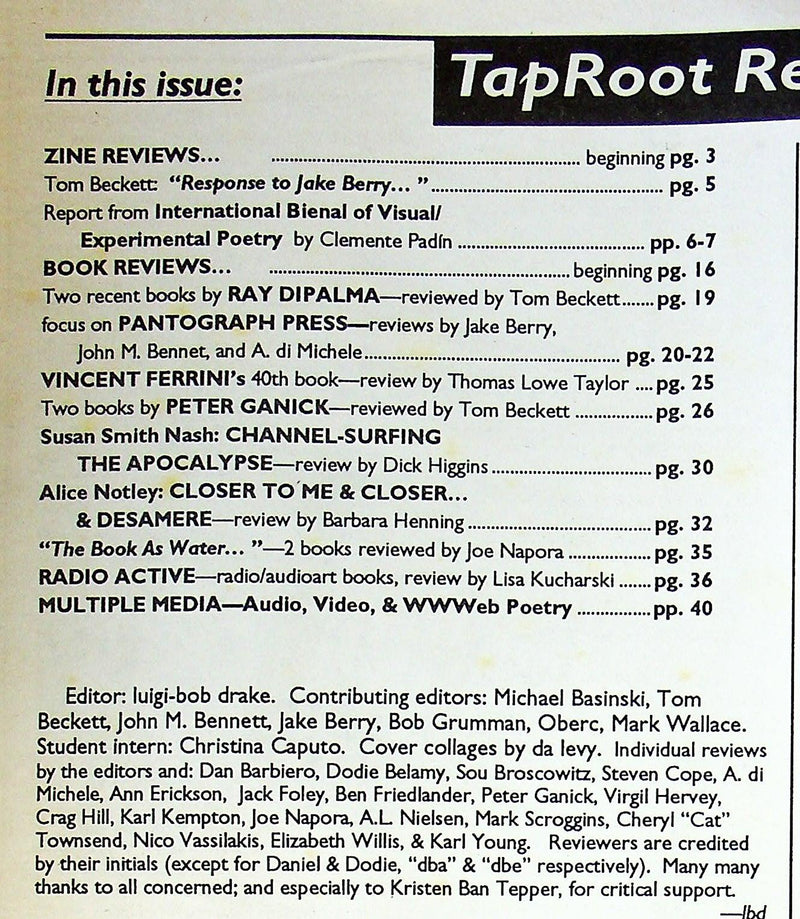 In this issue:
TapRoot Re
ZINE REVIEWS... ........ beginning pg. 3
Tom Beckett: “Response to Jake Berry... ” ........ pg. 5
Report from International Bienal of Visual/
Experimental Poetry by Clemente Padín ........ pp. 6-7
BOOK REVIEWS... ........ beginning pg. 16
Two recent books by RAY DIPALMA—reviewed by Tom Beckett.......pg. 19
focus on PANTOGRAPH PRESS—reviews by Jake Berry,
John M. Bennet, and A. di Michele ........ pg. 20-22
VINCENT FERRINI's 40th book—review by Thomas Lowe Taylor ....pg. 25
Two books by PETER GANICK—reviewed by Tom Beckett ........ pg. 26
Susan Smith Nash: CHANNEL-SURFING
THE APOCALYPSE—review by Dick Higgins ........ pg. 30
Alice Notley: CLOSER TO ME & CLOSER...
& DESAMERE—review by Barbara Henning ........ pg. 32
“The Book As Water... ”—2 books reviewed by Joe Napora ........ pg. 35
RADIO ACTIVE—radio/audioart books, review by Lisa Kucharski .......pg. 36
MULTIPLE MEDIA—Audio, Video, & WWWeb Poetry ........ pp. 40
Editor: luigi-bob drake. Contributing editors: Michael Basinski, Tom
Beckett, John M. Bennett, Jake Berry, Bob Grumman, Oberc, Mark Wallace.
Student intern: Christina Caputo. Cover collages by da levy. Individual reviews
by the editors and: Dan Barbiero, Dodie Belamy, Sou Broscowitz, Steven Cope, A. di
Michele, Ann Erickson, Jack Foley, Ben Friedlander, Peter Ganick, Virgil Hervey,
Crag Hill, Karl Kempton, Joe Napora, A.L. Nielsen, Mark Scroggins, Cheryl “Cat”
Townsend, Nico Vassilakis, Elizabeth Willis, & Karl Young. Reviewers are credited
by their initials (except for Daniel & Dodie, “dba” & “dbe” respectively). Many many
thanks to all concerned; and especially to Kristen Ban Tepper, for critical support.
—lbd